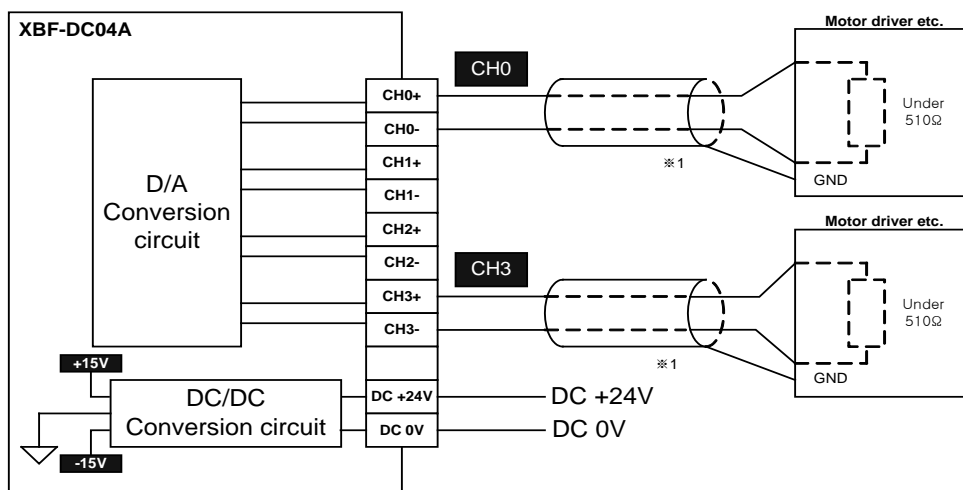 XBF-DC04A
D/A
Conversion
circuit
CH0+
CH0-
CH1+
CH1-
CH2+
CH2-
CH3+
CH3-
DC +24V
DC 0V
+15V
-15V
DC/DC
Conversion circuit
CH0
※1
Motor driver etc.
Under
510Ω
GND
CH3
※1
Motor driver etc.
Under
510Ω
GND
DC +24V
DC 0V